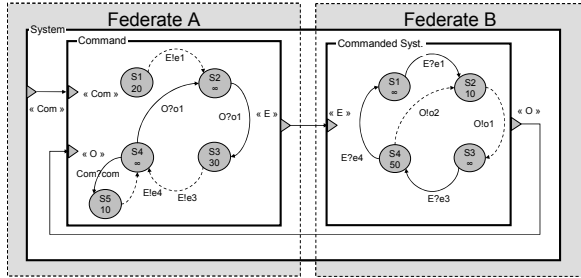 Federate A
Federate B
System
Command
Commanded Syst.
E!e1
E?e1
S1
20
S2
∞
S1
∞
S2
10
« Com »
« Com »
O?o1
O?o1
« E »
« E »
O!o2
O!o1
« O »
« O »
S4
∞
S3
30
E?e4
S4
50
S3
∞
Com?com
E!e4
E!e3
E?e3
S5
10